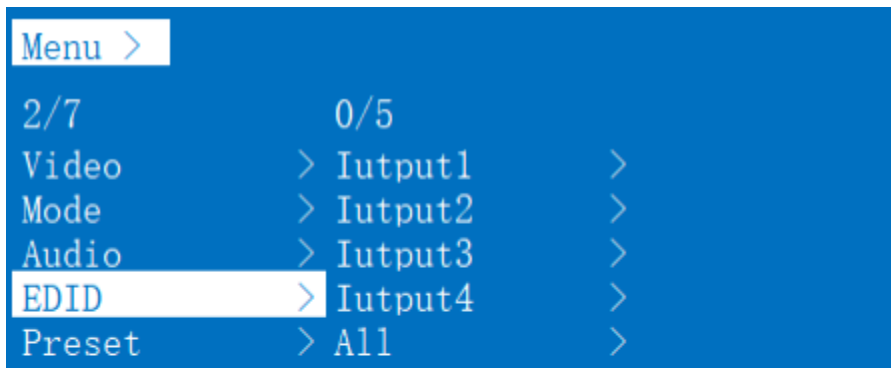 Menu >
2/7 0/5
Video > Iutput1 >
Mode > Iutput2 >
Audio > Iutput3 >
EDID > Iutput4 >
Preset > All >